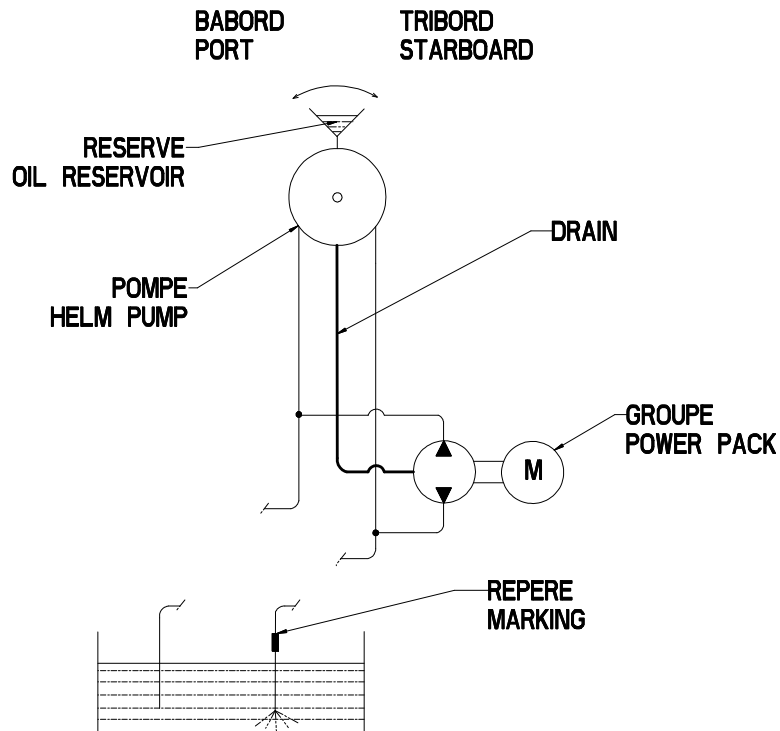 BABORD
PORT
TRIBORD
STARBOARD
RESERVE
OIL RESERVOIR
DRAIN
POMPE
HELM PUMP
GROUPE
POWER PACK
M
REPERE
MARKING